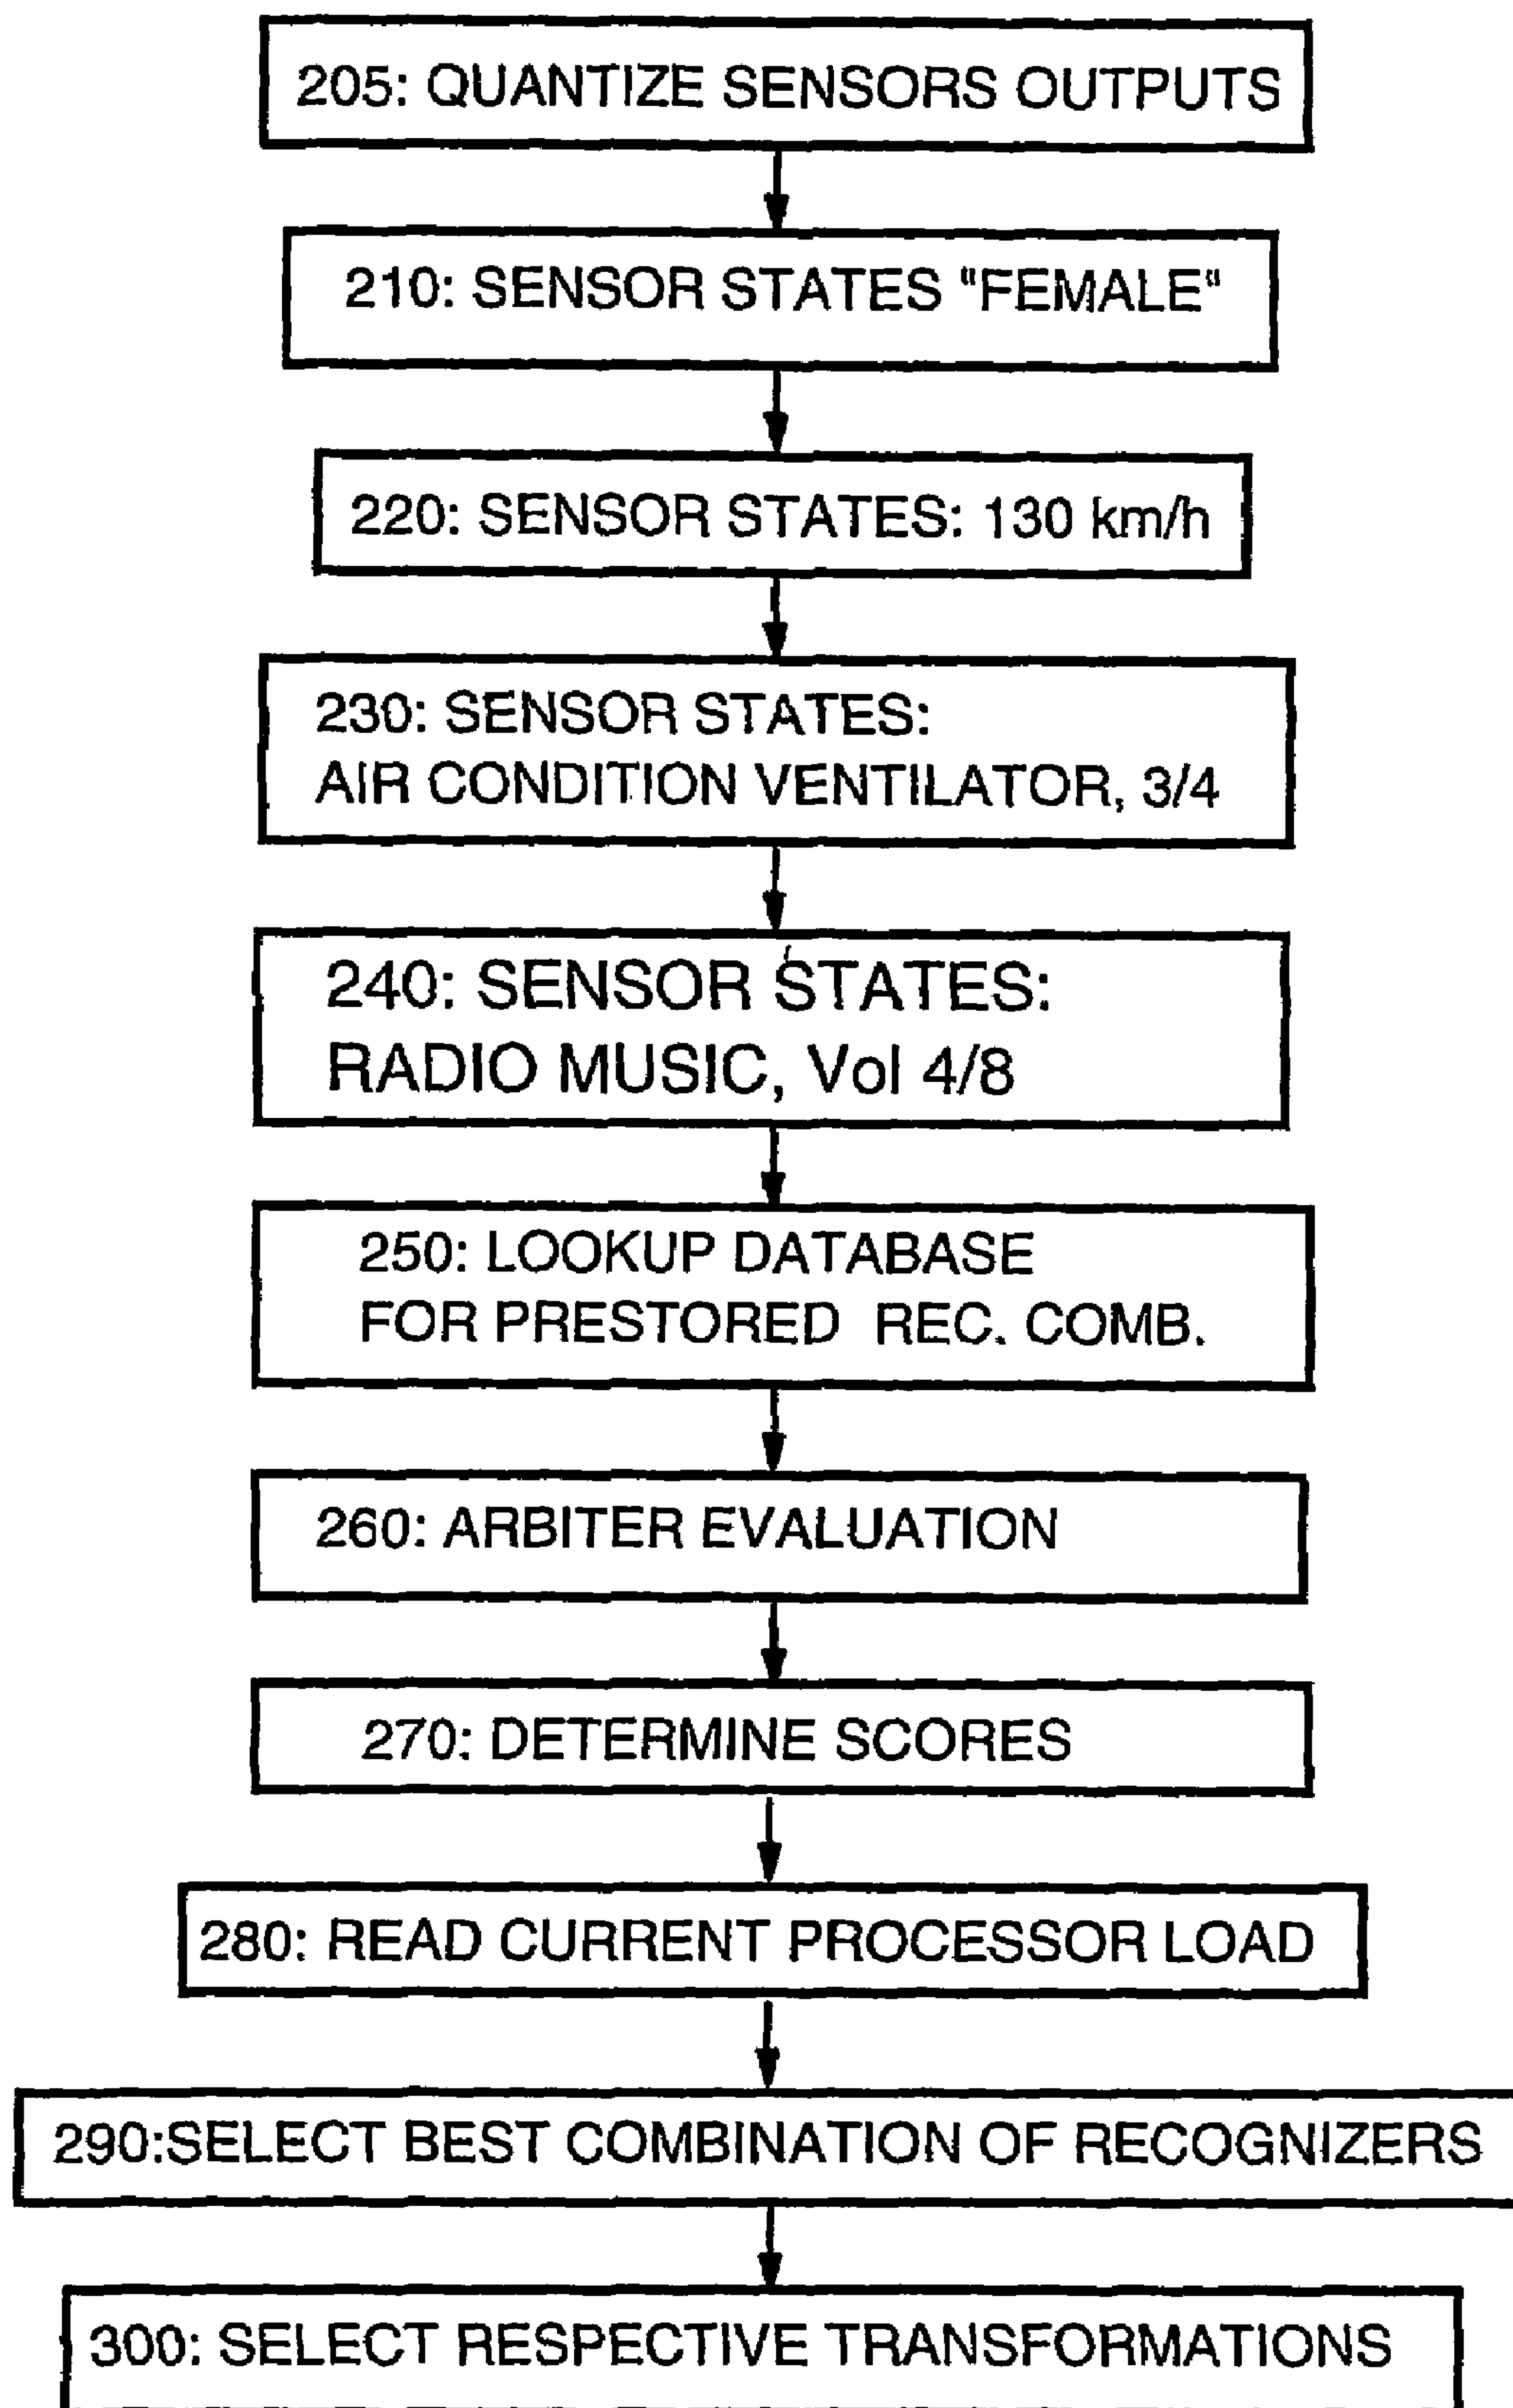 205: QUANTIZE SENSORS OUTPUTS
210: SENSOR STATES "FEMALE"
220: SENSOR STATES: 130 km/h
230: SENSOR STATES:
AIR CONDITION VENTILATOR, 3/4
240: SENSOR STATES:
RADIO MUSIC, Vol 4/8
250: LOOKUP DATABASE
FOR PRESTORED REC. COMB.
260: ARBITER EVALUATION
270: DETERMINE SCORES
280: READ CURRENT PROCESSOR LOAD
290:SELECT BEST COMBINATION OF RECOGNIZERS
300: SELECT RESPECTIVE TRANSFORMATIONS